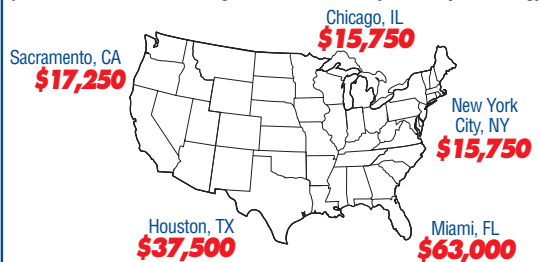 Chicago, IL
$15,750
Sacramento, CA
$17,250
New York
City, NY
$15,750
Houston, TX
$37,500
Miami, FL
$63,000